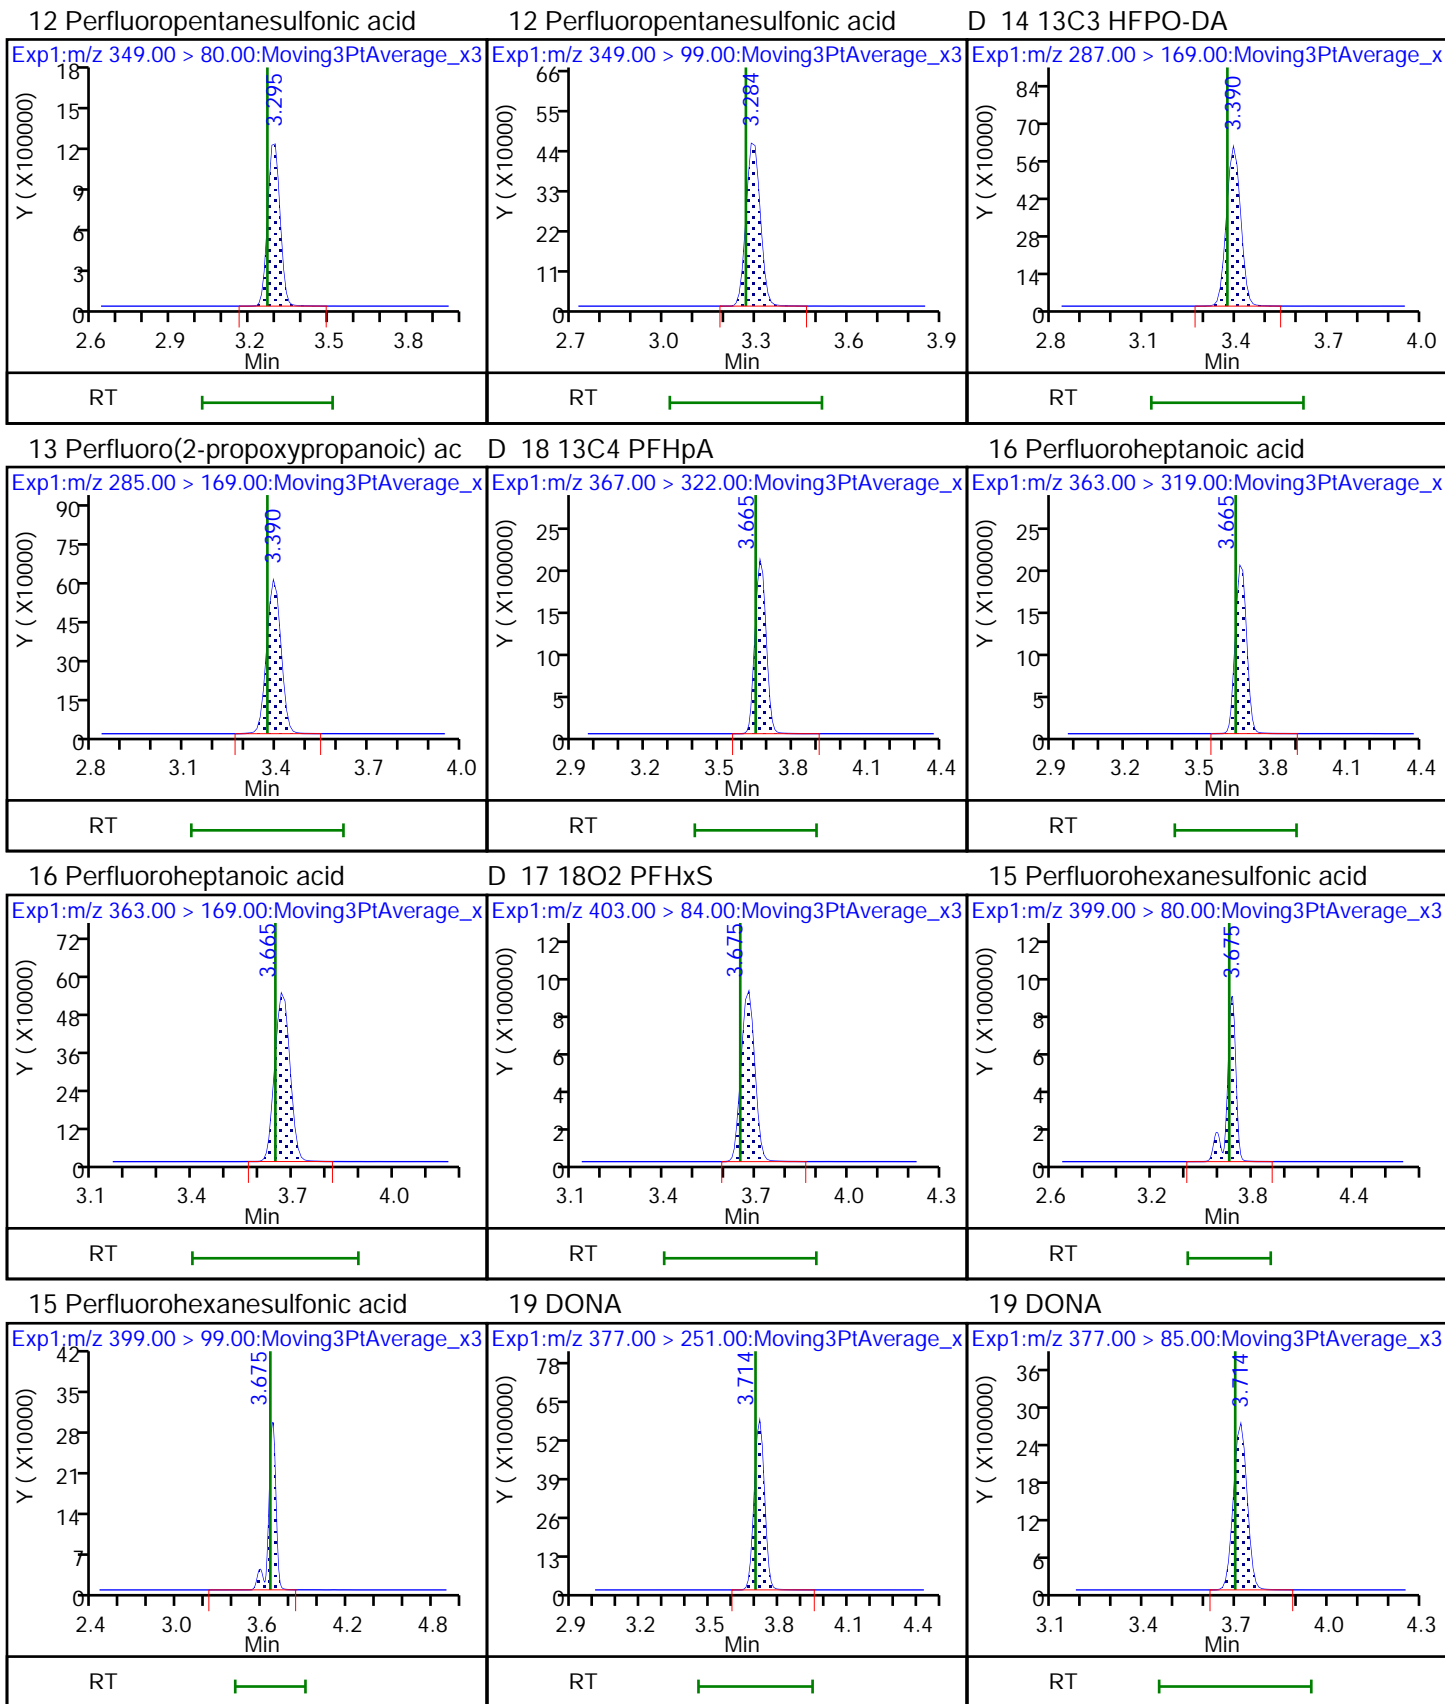 12 Perfluoropentanesulfonic acid
Exp1:m/z 349.00 > 80.00:Moving3PtAverage_x3
Y ( X100000)
18
15
12
9
6
3
0
3.295
2.6 2.9 3.2 3.5 3.8
Min
RT
12 Perfluoropentanesulfonic acid
Exp1:m/z 349.00 > 99.00:Moving3PtAverage_x3
Y ( X10000)
66
55
44
33
22
11
0
3.284
2.7 3.0 3.3 3.6 3.9
Min
RT
D 14 13C3 HFPO-DA
Exp1:m/z 287.00 > 169.00:Moving3PtAverage_x
Y ( X10000)
84
70
56
42
28
14
0
3.390
2.8 3.1 3.4 3.7 4.0
Min
RT
13 Perfluoro(2-propoxypropanoic) ac
Exp1:m/z 285.00 > 169.00:Moving3PtAverage_x
Y ( X10000)
90
75
60
45
30
15
0
3.390
2.8 3.1 3.4 3.7 4.0
Min
RT
D 18 13C4 PFHpA
Exp1:m/z 367.00 > 322.00:Moving3PtAverage_x
Y ( X100000)
25
20
15
10
5
0
3.665
2.9 3.2 3.5 3.8 4.1 4.4
Min
RT
16 Perfluoroheptanoic acid
Exp1:m/z 363.00 > 319.00:Moving3PtAverage_x
Y ( X100000)
25
20
15
10
5
0
3.665
2.9 3.2 3.5 3.8 4.1 4.4
Min
RT
16 Perfluoroheptanoic acid
Exp1:m/z 363.00 > 169.00:Moving3PtAverage_x
Y ( X10000)
72
60
48
36
24
12
0
3.665
3.1 3.4 3.7 4.0
Min
RT
D 17 18O2 PFHxS
Exp1:m/z 403.00 > 84.00:Moving3PtAverage_x3
Y ( X100000)
12
10
8
6
4
2
0
3.675
3.1 3.4 3.7 4.0 4.3
Min
RT
15 Perfluorohexanesulfonic acid
Exp1:m/z 399.00 > 80.00:Moving3PtAverage_x3
Y ( X100000)
12
10
8
6
4
2
0
3.675
2.6 3.2 3.8 4.4
Min
RT
15 Perfluorohexanesulfonic acid
Exp1:m/z 399.00 > 99.00:Moving3PtAverage_x3
Y ( X10000)
42
35
28
21
14
7
0
3.675
2.4 3.0 3.6 4.2 4.8
Min
RT
19 DONA
Exp1:m/z 377.00 > 251.00:Moving3PtAverage_x
Y ( X100000)
78
65
52
39
26
13
0
3.714
2.9 3.2 3.5 3.8 4.1 4.4
Min
RT
19 DONA
Exp1:m/z 377.00 > 85.00:Moving3PtAverage_x3
Y ( X100000)
36
30
24
18
12
6
0
3.714
3.1 3.4 3.7 4.0 4.3
Min
RT